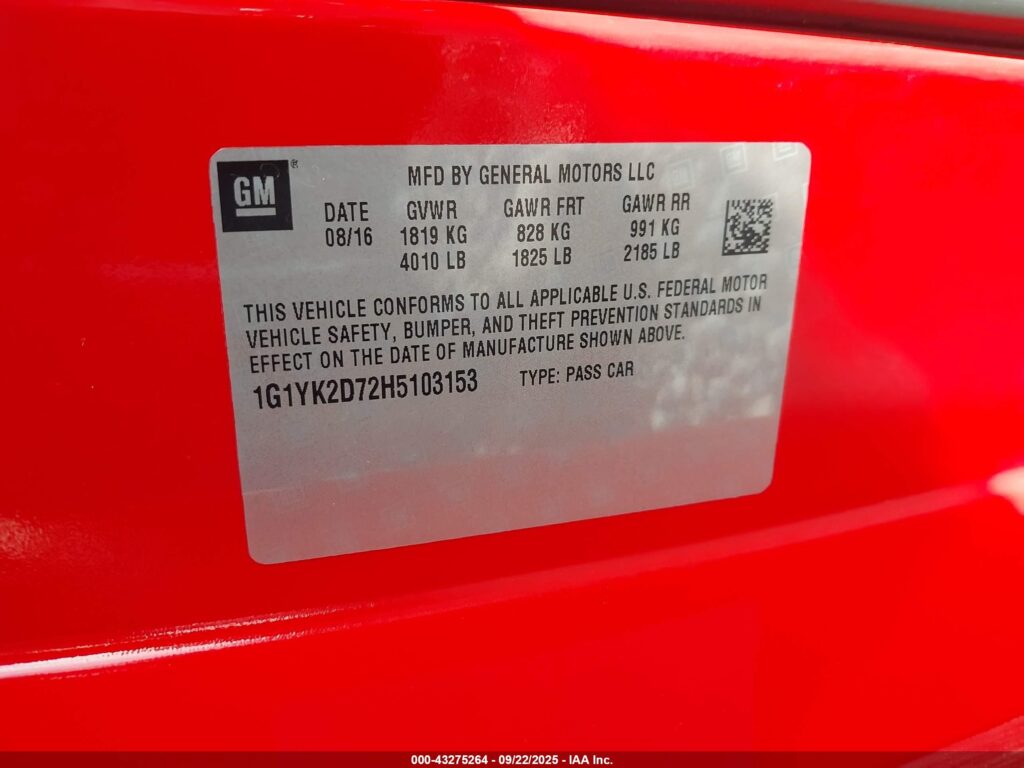 GM ®
MFD BY GENERAL MOTORS LLC
DATE GVWR GAWR FRT GAWR RR
08/16 1819 KG 828 KG 991 KG
4010 LB 1825 LB 2185 LB
THIS VEHICLE CONFORMS TO ALL APPLICABLE U.S. FEDERAL MOTOR
VEHICLE SAFETY, BUMPER, AND THEFT PREVENTION STANDARDS IN
EFFECT ON THE DATE OF MANUFACTURE SHOWN ABOVE.
1G1YK2D72H5103153 TYPE: PASS CAR
000-43275264 - 09/22/2025 - IAA Inc.